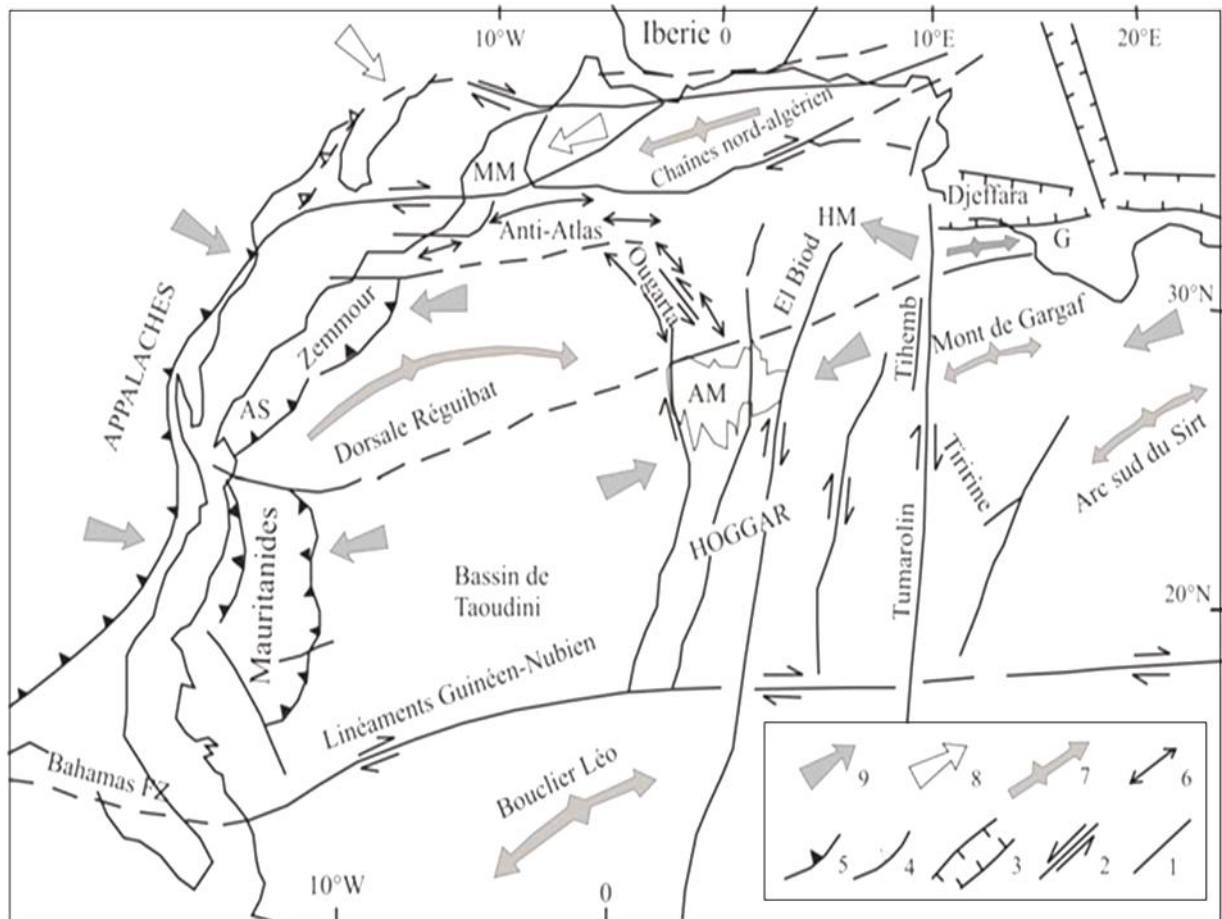 10°W
0
10°E
20°E
Iberie
Chaînes nord-algérien
MM
Anti-Atlas
Ougarta
El Biod
HM
Djeffara
G
30°N
APPALACHES
Zemmour
AS
Dorsale Réguibat
AM
Tihemb
Mont de Gargaf
Arc sud du Sirt
Tiririne
HOGGAR
Tumarolin
Mauritanides
Bassin de
Taoudini
20°N
Linéaments Guinéen-Nubien
Bahamas FZ
Bouclier Léo
10°W
0
9
8
7
6
5
4
3
2
1